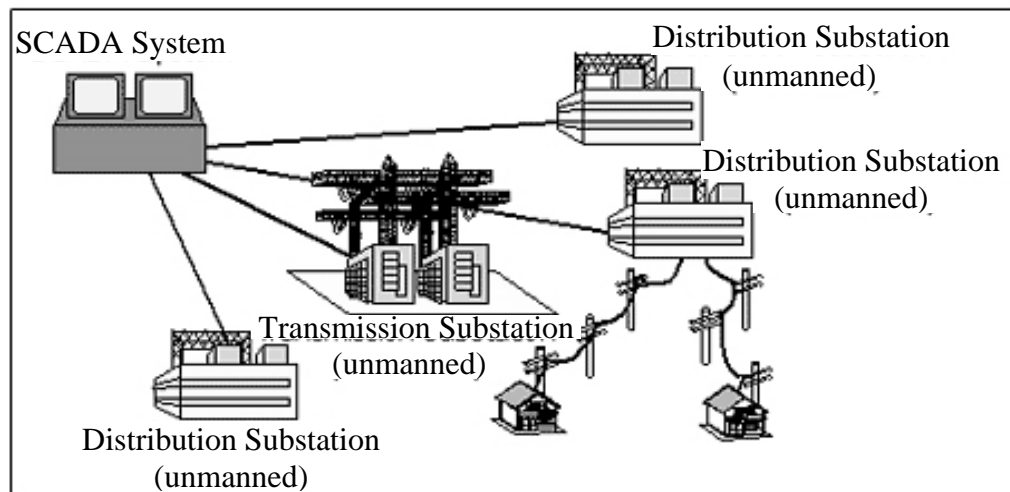 SCADA System
Distribution Substation
(unmanned)
Distribution Substation
(unmanned)
Transmission Substation
(unmanned)
Distribution Substation
(unmanned)